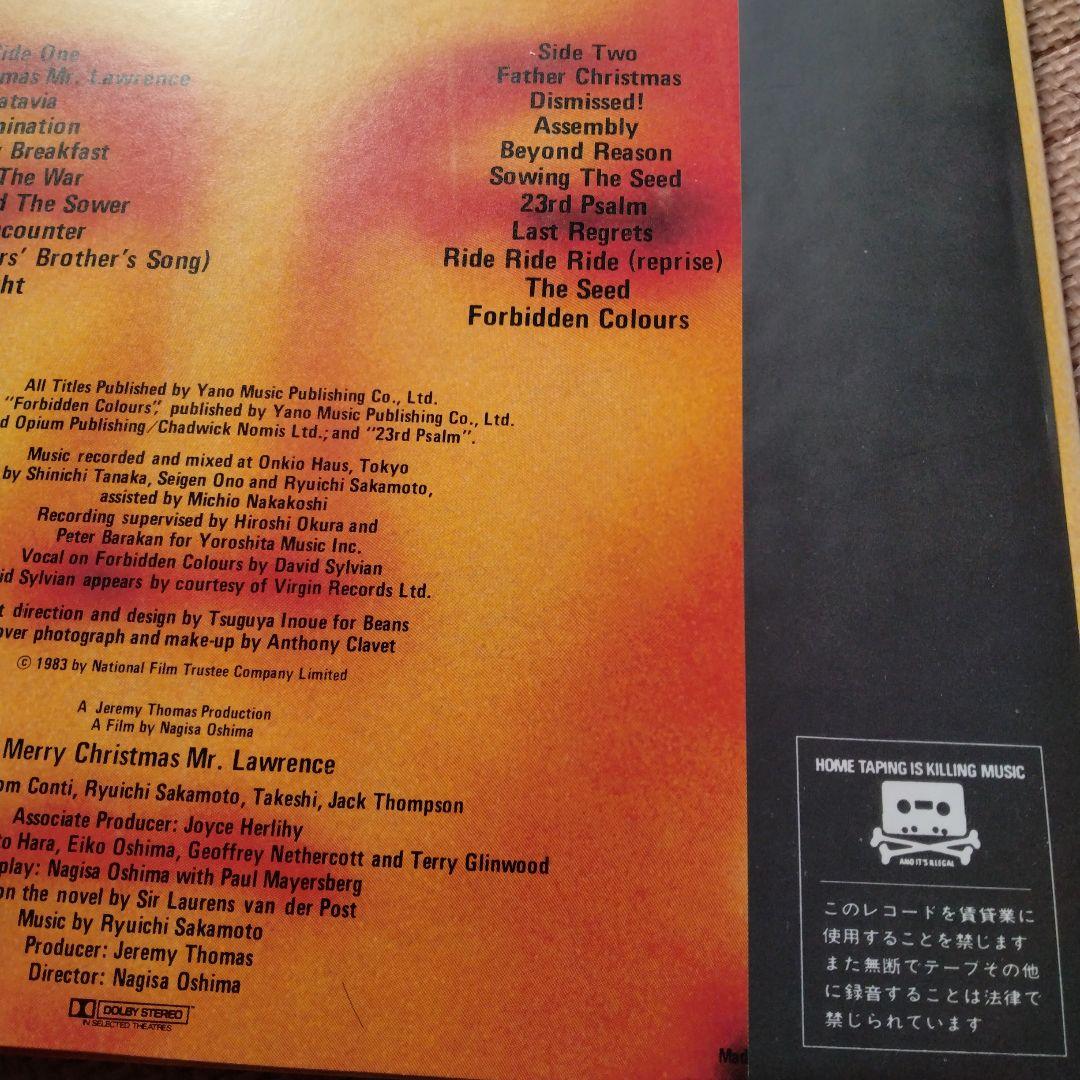 Side One
mas Mr. Lawrence
atavia
mination
Breakfast
The War
d The Sower
counter
rs' Brother's Song)
ht
Side Two
Father Christmas
Dismissed!
Assembly
Beyond Reason
Sowing The Seed
23rd Psalm
Last Regrets
Ride Ride Ride (reprise)
The Seed
Forbidden Colours
All Titles Published by Yano Music Publishing Co., Ltd.
"Forbidden Colours", published by Yano Music Publishing Co., Ltd.
d Opium Publishing/Chadwick Nomis Ltd.; and "23rd Psalm".
Music recorded and mixed at Onkio Haus, Tokyo
by Shinichi Tanaka, Seigen Ono and Ryuichi Sakamoto,
assisted by Michio Nakakoshi
Recording supervised by Hiroshi Okura and
Peter Barakan for Yoroshita Music Inc.
Vocal on Forbidden Colours by David Sylvian
id Sylvian appears by courtesy of Virgin Records Ltd.
t direction and design by Tsuguya Inoue for Beans
over photograph and make-up by Anthony Clavet
© 1983 by National Film Trustee Company Limited
A Jeremy Thomas Production
A Film by Nagisa Oshima
Merry Christmas Mr. Lawrence
om Conti, Ryuichi Sakamoto, Takeshi, Jack Thompson
Associate Producer: Joyce Herlihy
to Hara, Eiko Oshima, Geoffrey Nethercott and Terry Glinwood
play: Nagisa Oshima with Paul Mayersberg
on the novel by Sir Laurens van der Post
Music by Ryuichi Sakamoto
Producer: Jeremy Thomas
Director: Nagisa Oshima
DOLBY STEREO
IN SELECTED THEATRES
Mad
HOME TAPING IS KILLING MUSIC
AND IT'S ILLEGAL
このレコードを賃貸業に
使用することを禁じます
また無断でテープその他
に録音することは法律で
禁じられています